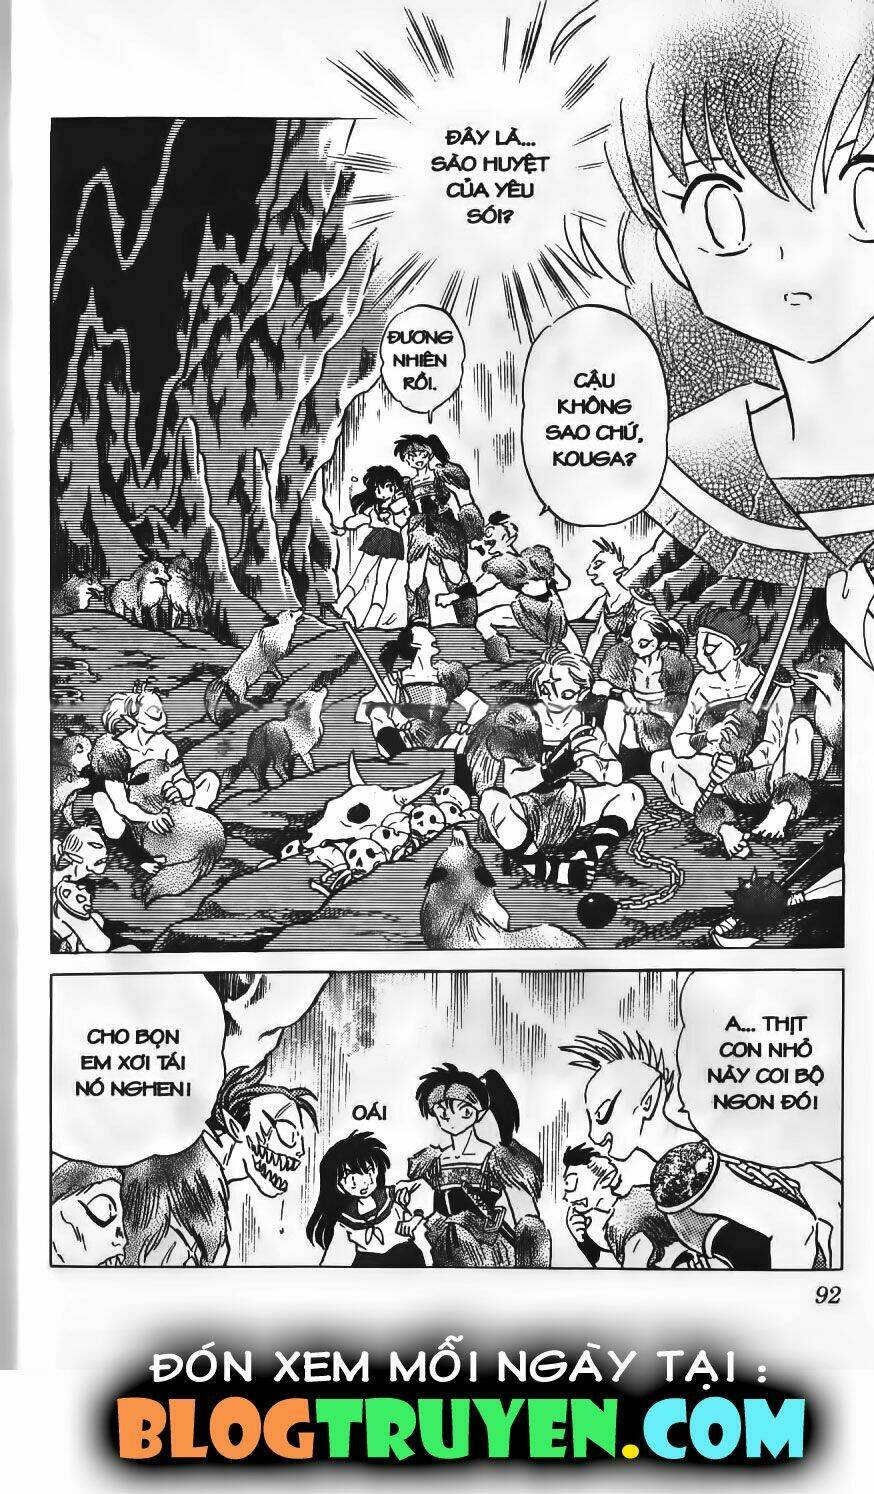 ĐÂY LÀ...
SÀO HUYỆT
CỦA YÊU
SÓI?
ĐƯƠNG
NHIÊN
RỒI.
CẬU
KHÔNG
SAO CHỨ,
KOUGA?
A... THỊT
CON NHỎ
NÀY COI BỘ
NGON ĐÓ!
OÁI
CHO BỌN
EM XƠI TÁI
NÓ NGHEN!
92
ĐÓN XEM MỖI NGÀY TẠI :
BLOGTRUYEN.COM